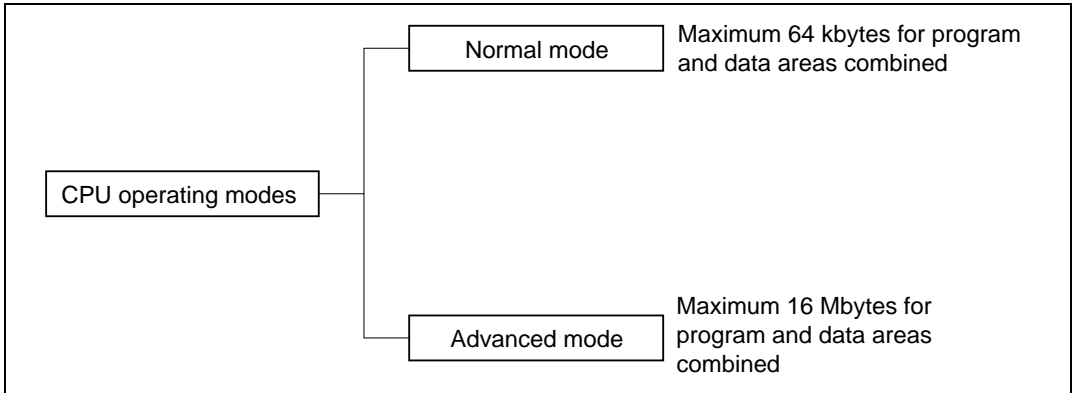 Normal mode
Maximum 64 kbytes for program
and data areas combined
CPU operating modes
Advanced mode
Maximum 16 Mbytes for
program and data areas
combined